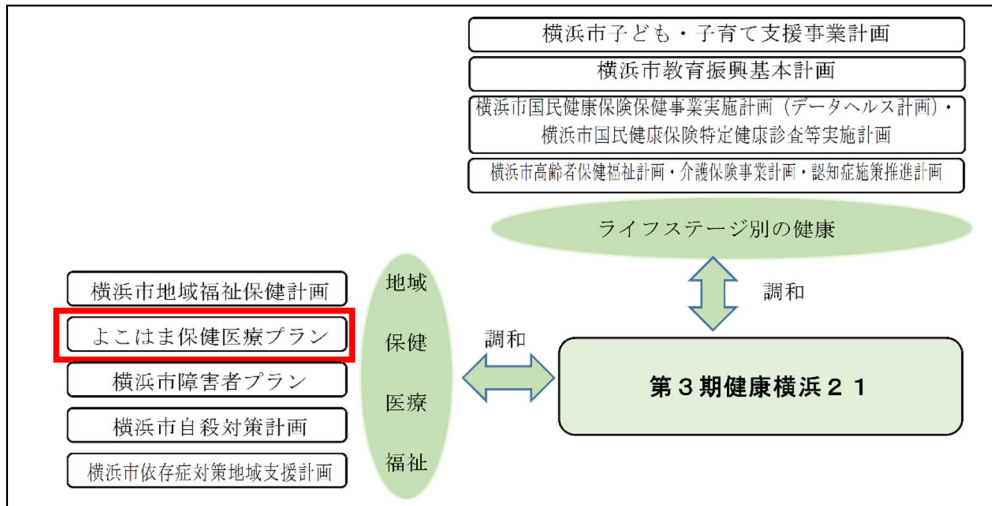 横浜市子ども・子育て支援事業計画
横浜市教育振興基本計画
横浜市国民健康保険保健事業実施計画（データヘルス計画）・
横浜市国民健康保険特定健康診査等実施計画
横浜市高齢者保健福祉計画・介護保険事業計画・認知症施策推進計画
ライフステージ別の健康
調和
横浜市地域福祉保健計画
よこはま保健医療プラン
横浜市障害者プラン
横浜市自殺対策計画
横浜市依存症対策地域支援計画
地域
保健
医療
福祉
調和
第３期健康横浜２１